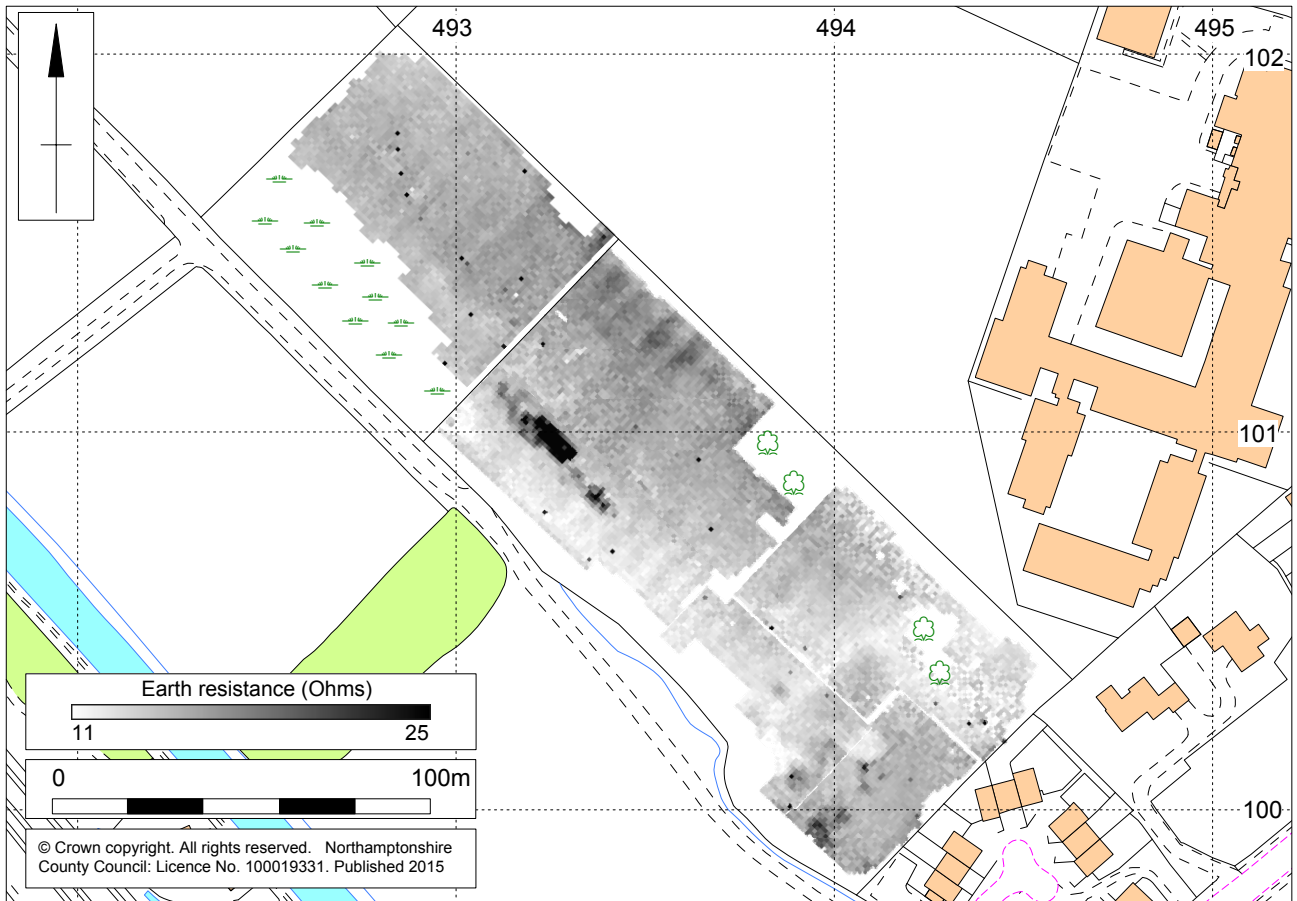 493
494
495
102
101
Earth resistance (Ohms)
11
25
0
100m
100
© Crown copyright. All rights reserved. Northamptonshire
County Council: Licence No. 100019331. Published 2015